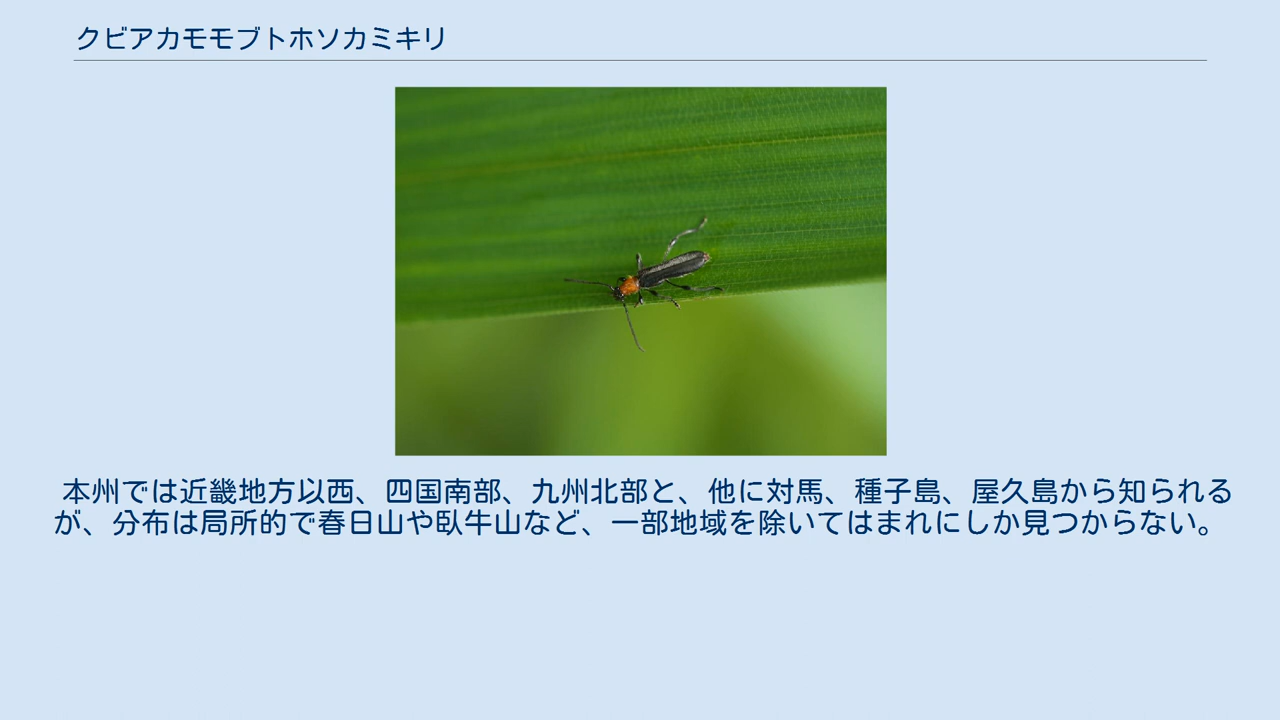 クビアカモモブトホソカミキリ
本州では近畿地方以西、四国南部、九州北部と、他に対馬、種子島、屋久島から知られる
が、分布は局所的で春日山や臥牛山など、一部地域を除いてはまれにしか見つからない。